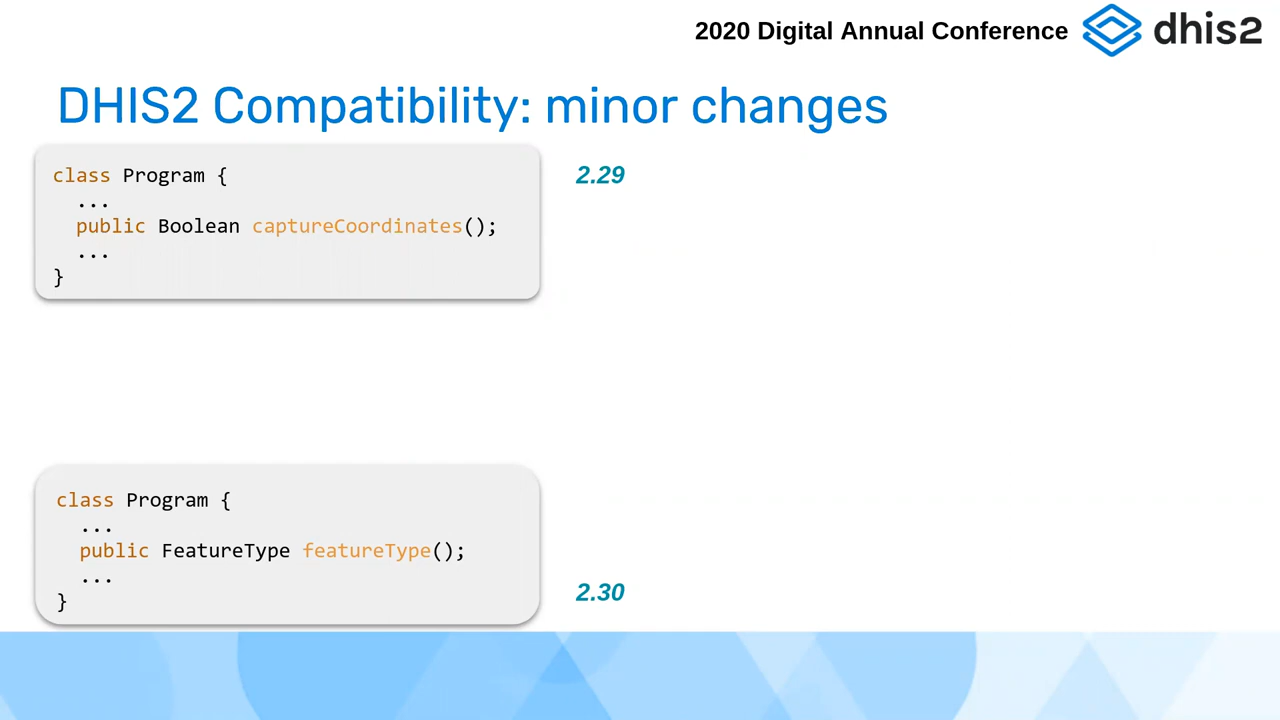 2020 Digital Annual Conference
dhis2
DHIS2 Compatibility: minor changes
class Program {
...
public Boolean captureCoordinates();
...
}
2.29
class Program {
...
public FeatureType featureType();
...
}
2.30